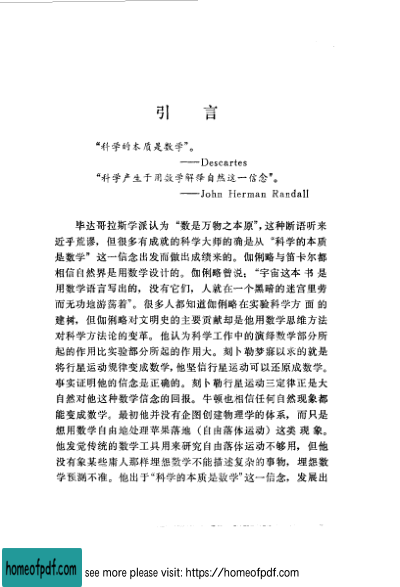 引 言
“科学的本质是数学”。
——Descartes
“科学产生于用数学解释自然这一信念”。
——John Herman Randall
毕达哥拉斯学派认为“数是万物之本原”，这种断语听来
近乎荒谬，但很多有成就的科学大师的确是从“科学的本质
是数学”这一信念出发而做出成绩来的。伽俐略与笛卡尔都
相信自然界是用数学设计的。伽俐略曾说：“宇宙这本 书 是
用数学语言写出的，没有它们，人就在一个黑暗的迷宫里旁
而无功地游荡着”。很多人都知道伽俐略在实验科学方 面 的
建树，但伽俐略对文明史的主要贡献却是他用数学思维方法
对科学方法论的变革。他认为科学工作中的演绎数学部分所
起的作用比实验部分所起的作用大。刻卜勒梦寐以求的就是
将行星运动规律变成数学，他坚信行星运动可以还原成数学。
事实证明他的信念是正确的。刻卜勒行星运动三定律正是大
自然对他这种数学信念的回报。牛顿也相信任何自然现象都
能变成数学。最初他并没有企图创建物理学的体系，而只是
想用数学自由地处理苹果落地（自由落体运动）这类 现 象。
他发觉传统的数学工具用来研究自由落体运动不够用，但他
没有象某些庸人那样埋怨数学不能描述复杂的事物，埋怨数
学预测不准。他出于“科学的本质是数学”这一信念，发展出
homeofpdf.com
see more please visit: https://homeofpdf.com